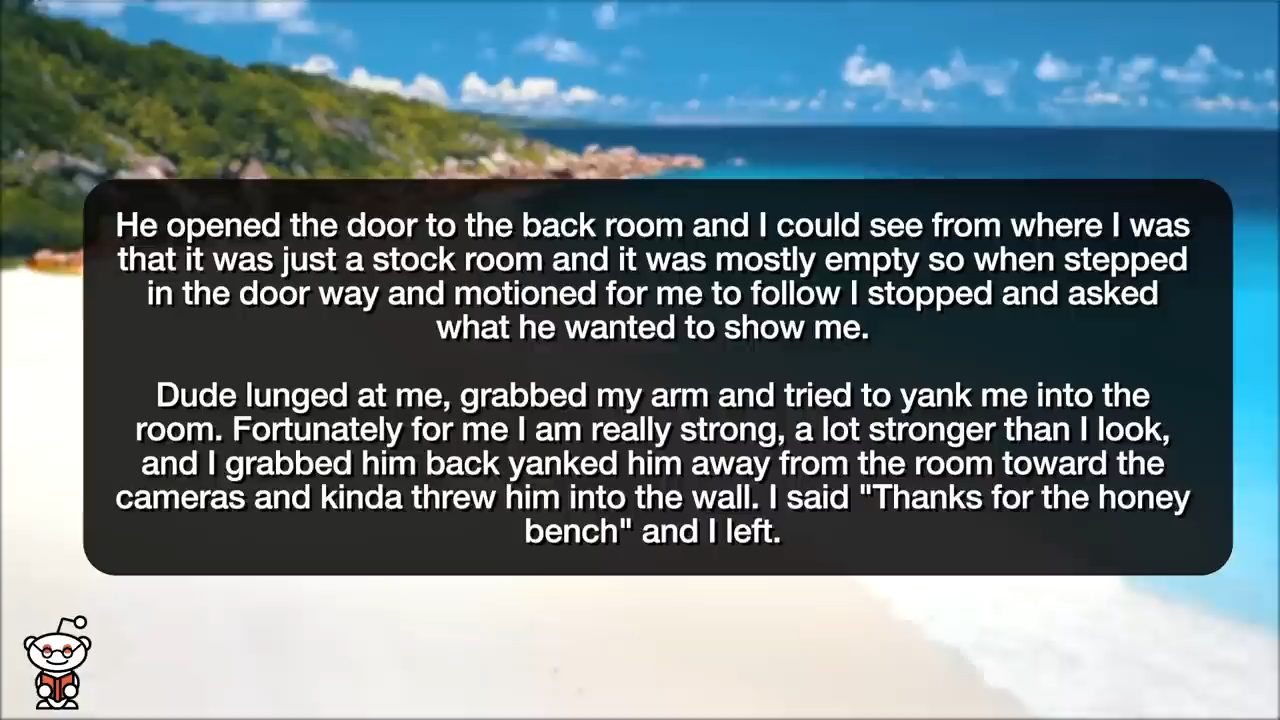 He opened the door to the back room and I could see from where I was
that it was just a stock room and it was mostly empty so when stepped
in the door way and motioned for me to follow I stopped and asked
what he wanted to show me.
Dude lunged at me, grabbed my arm and tried to yank me into the
room. Fortunately for me I am really strong, a lot stronger than I look,
and I grabbed him back yanked him away from the room toward the
cameras and kinda threw him into the wall. I said "Thanks for the honey
bench" and I left.